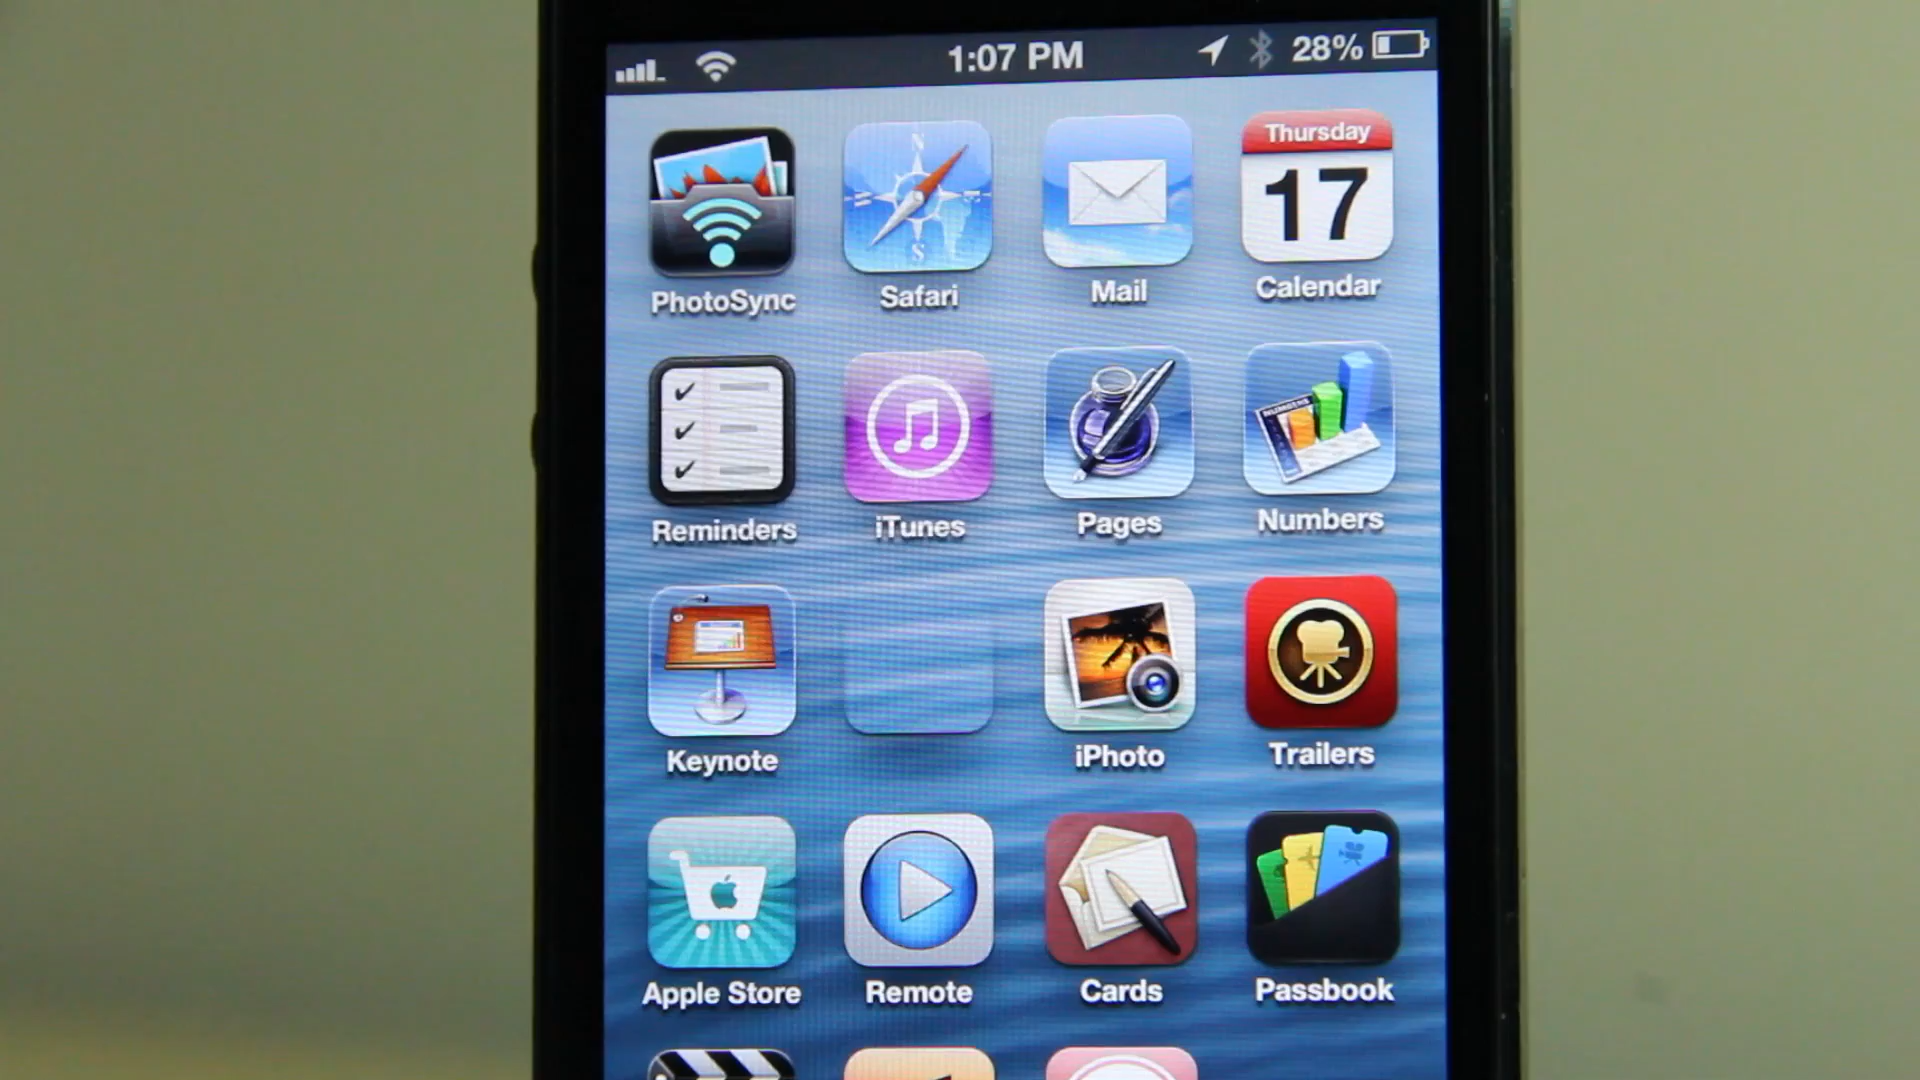 1:07 PM 28%
Thursday
17
PhotoSync Safari Mail Calendar
NUMBERS
Reminders iTunes Pages Numbers
Keynote iPhoto Trailers
Apple Store Remote Cards Passbook